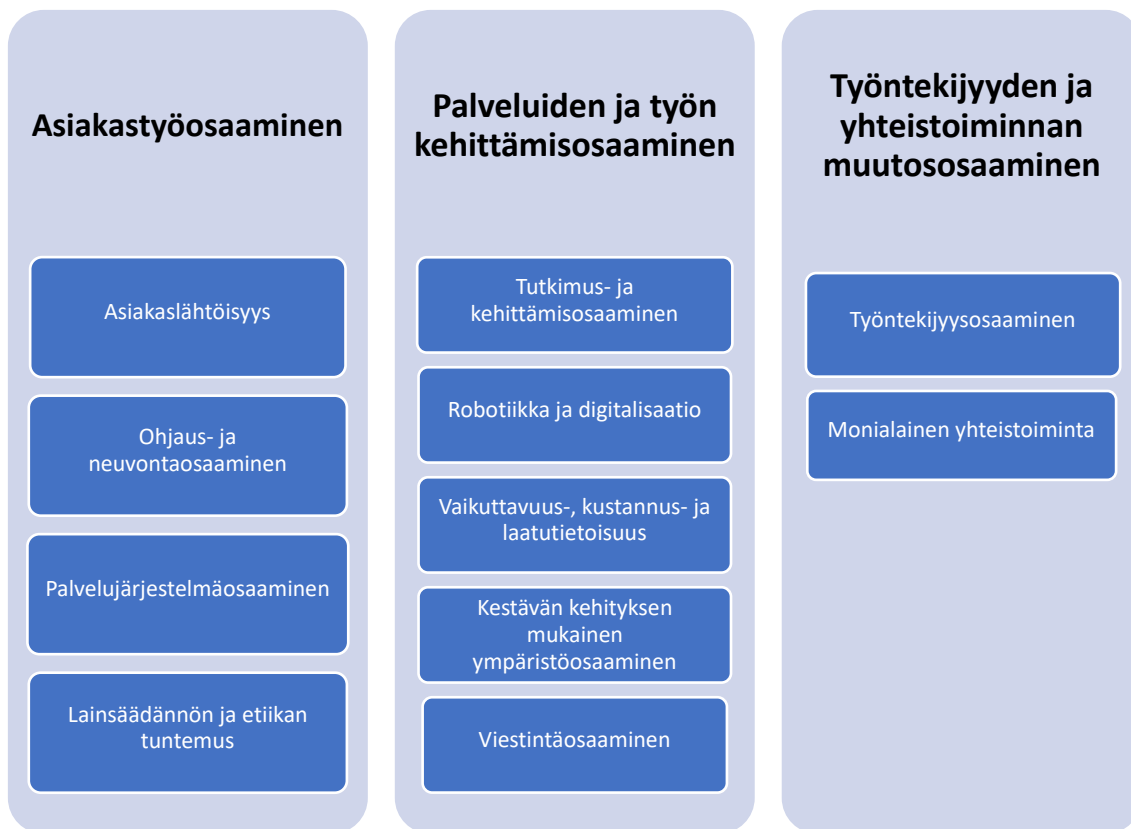 Asiakastyöosaaminen
Asiakaslähtöisyys
Ohjaus- ja
neuvontaosaaminen
Palvelujärjestelmäosaaminen
Lainsäädännön ja etiikan
tuntemus
Palveluiden ja työn
kehittämisosaaminen
Tutkimus- ja
kehittämisosaaminen
Robotiikka ja digitalisaatio
Vaikuttavuus-, kustannus- ja
laatutietoisuus
Kestävän kehityksen
mukainen
ympäristöosaaminen
Viestintäosaaminen
Työntekijyyden ja
yhteistoiminnan
muutososaaminen
Työntekijyysosaaminen
Monialainen yhteistoiminta